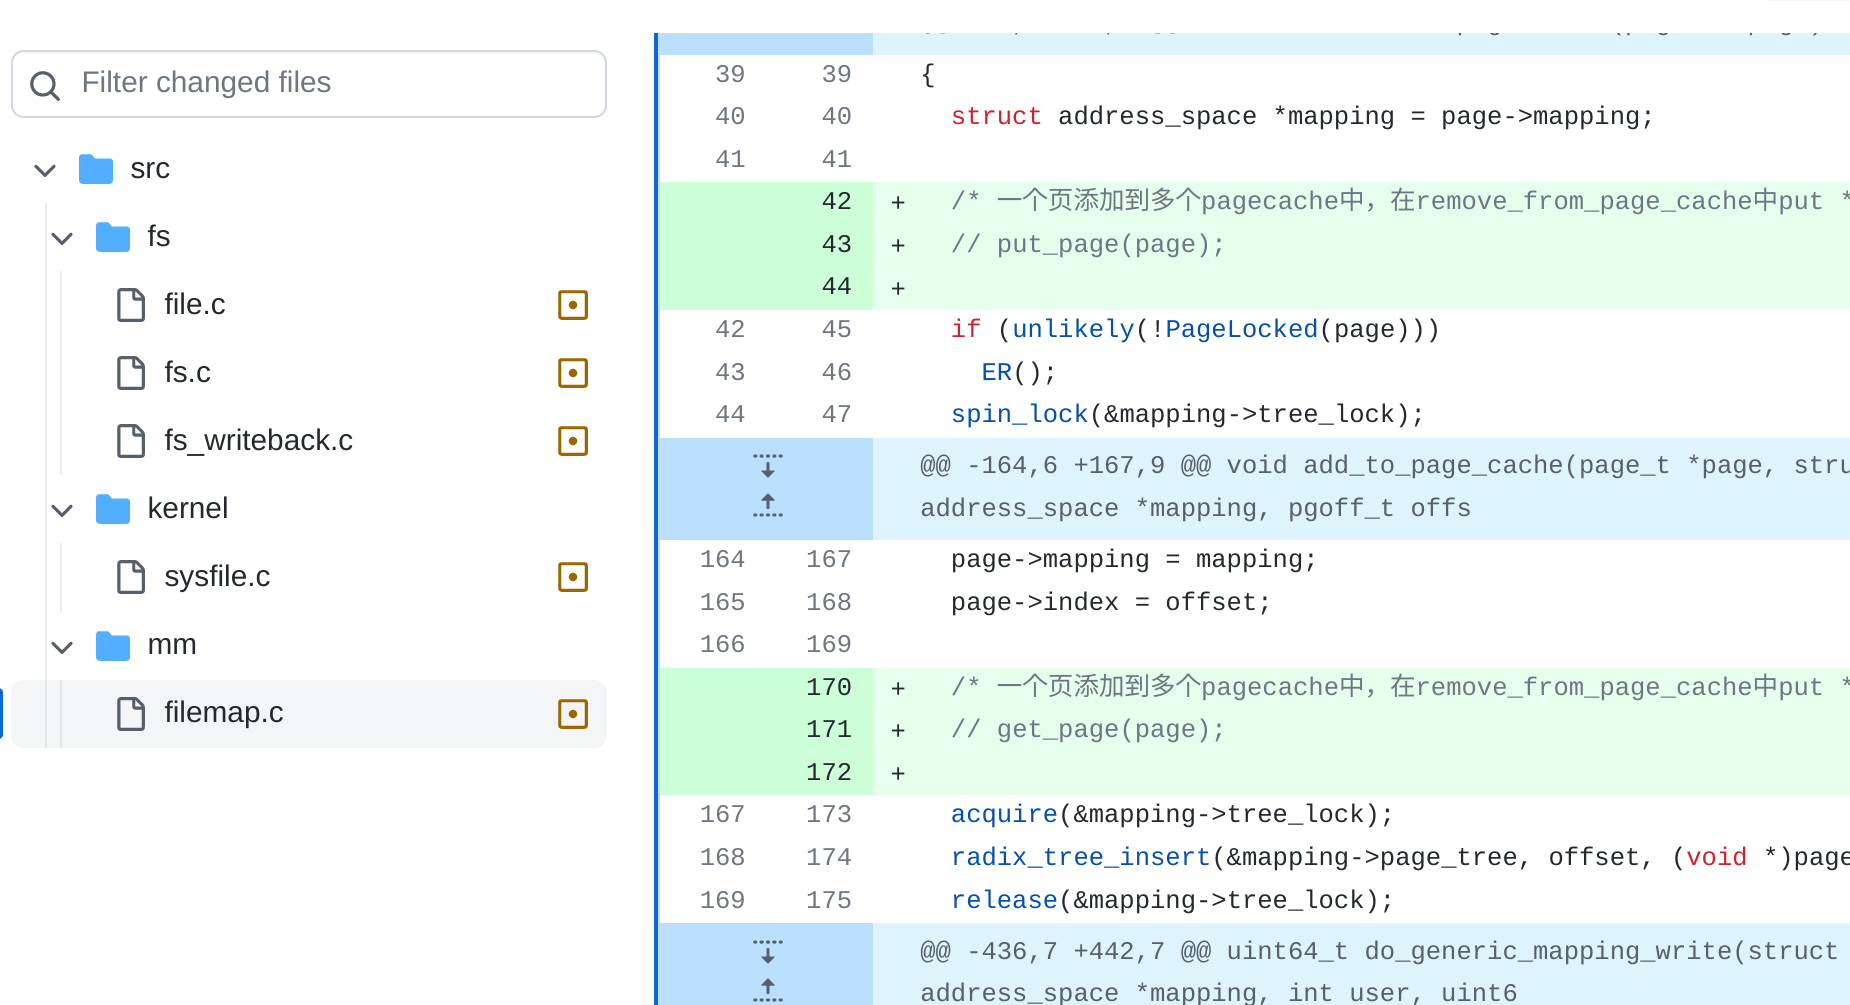 Filter changed files
src
fs
file.c
fs.c
fs_writeback.c
kernel
sysfile.c
mm
filemap.c
39 39 {
40 40 struct address_space *mapping = page->mapping;
41 41
42 + /* 一个页添加到多个pagecache中，在remove_from_page_cache中put *
43 + // put_page(page);
44 +
42 45 if (unlikely(!PageLocked(page)))
43 46 ER();
44 47 spin_lock(&mapping->tree_lock);
@@ -164,6 +167,9 @@ void add_to_page_cache(page_t *page, stru
address_space *mapping, pgoff_t offs
164 167 page->mapping = mapping;
165 168 page->index = offset;
166 169
170 + /* 一个页添加到多个pagecache中，在remove_from_page_cache中put *
171 + // get_page(page);
172 +
167 173 acquire(&mapping->tree_lock);
168 174 radix_tree_insert(&mapping->page_tree, offset, (void *)page
169 175 release(&mapping->tree_lock);
@@ -436,7 +442,7 @@ uint64_t do_generic_mapping_write(struct
address_space *mapping, int user, uint6